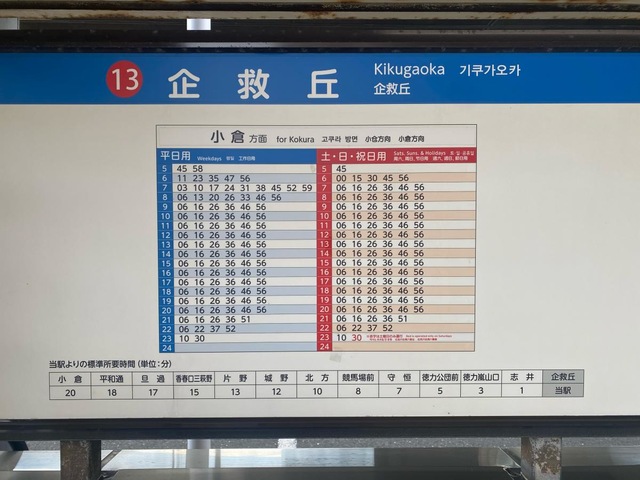 13 企救丘 Kikugaoka 기쿠가오카
企救丘
小倉 方面 for Kokura 고쿠라 방면 小仓方向 小倉方向
平日用 Weekdays 평일 工作日用
土・日・祝日用 Sats, Suns, & Holidays 토·일·공휴일
5 45 58
6 11 23 35 47 56
7 03 10 17 24 31 38 45 52 59
8 06 13 20 26 33 46 56
9 06 16 26 36 46 56
10 06 16 26 36 46 56
11 06 16 26 36 46 56
12 06 16 26 36 46 56
13 06 16 26 36 46 56
14 06 16 26 36 46 56
15 06 16 26 36 46 56
16 06 16 26 36 46 56
17 06 16 26 36 46 56
18 06 16 26 36 46 56
19 06 16 26 36 46 56
20 06 16 26 36 46 56
21 06 16 26 36 51
22 06 22 37 52
23 10 30
24
5 45
6 00 15 30 45 56
7 06 16 26 36 46 56
8 06 16 26 36 46 56
9 06 16 26 36 46 56
10 06 16 26 36 46 56
11 06 16 26 36 46 56
12 06 16 26 36 46 56
13 06 16 26 36 46 56
14 06 16 26 36 46 56
15 06 16 26 36 46 56
16 06 16 26 36 46 56
17 06 16 26 36 46 56
18 06 16 26 36 46 56
19 06 16 26 36 46 56
20 06 16 26 36 46 56
21 06 16 26 36 51
22 06 22 37 52
23 10 30
24
当駅よりの標準所要時間(単位:分)
小倉 平和通 旦過 香春口三萩野 片野 城野 北方 競馬場前 守恒 徳力公団前 徳力嵐山口 志井 企救丘
20 18 17 15 13 12 10 8 7 5 3 1 当駅